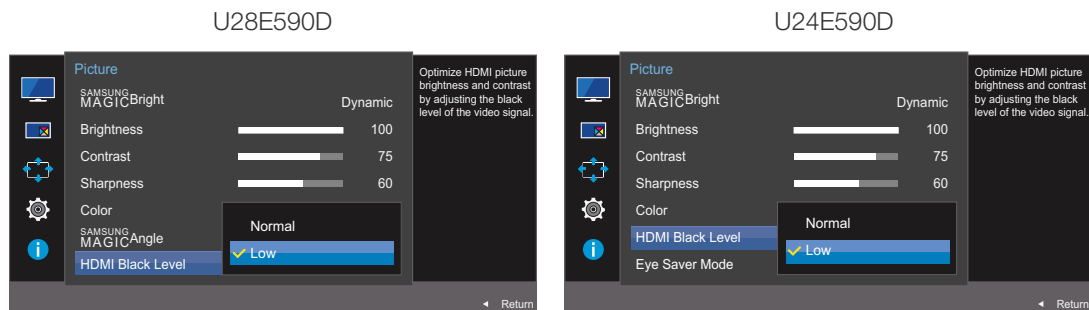 U28E590D
Picture
SAMSUNG
MAGICBright Dynamic
Brightness 100
Contrast 75
Sharpness 60
Color
SAMSUNG
MAGICAngle
HDMI Black Level
Normal
Low
Optimize HDMI picture
brightness and contrast
by adjusting the black
level of the video signal.
Return
U24E590D
Picture
SAMSUNG
MAGICBright Dynamic
Brightness 100
Contrast 75
Sharpness 60
Color
HDMI Black Level
Eye Saver Mode
Normal
Low
Optimize HDMI picture
brightness and contrast
by adjusting the black
level of the video signal.
Return